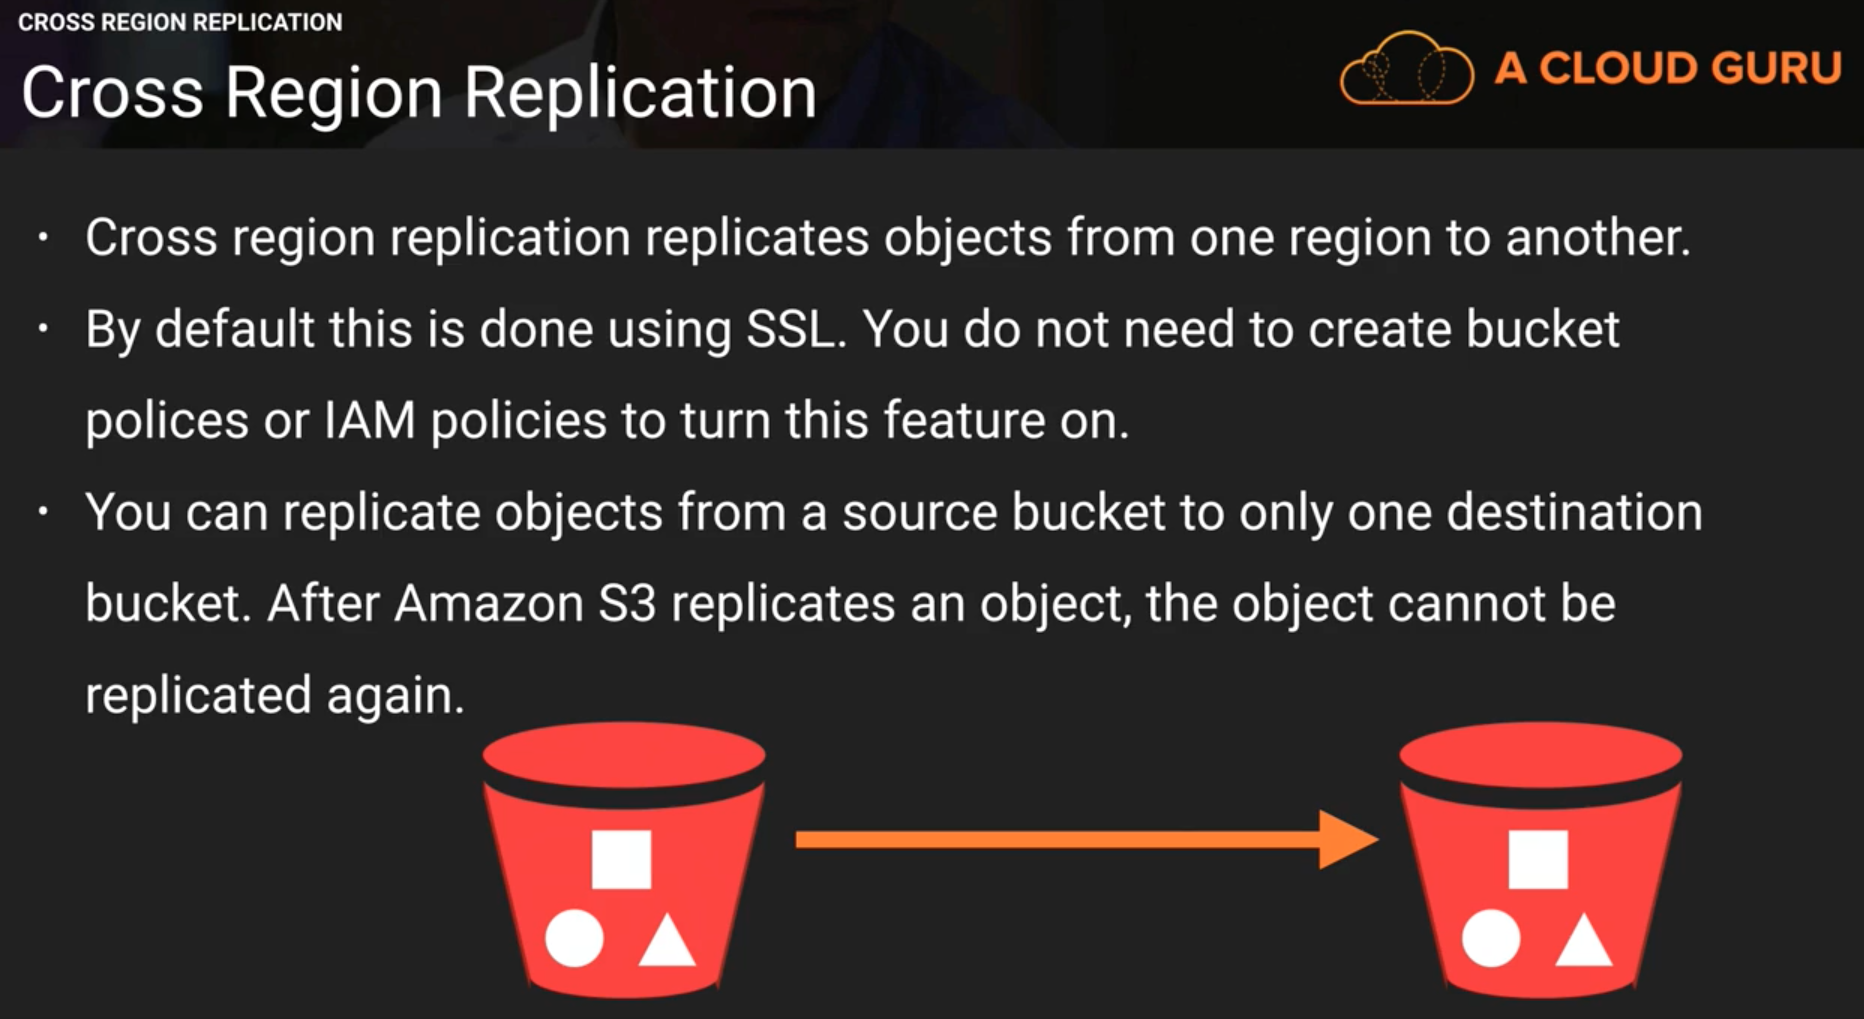 CROSS REGION REPLICATION
Cross Region Replication
A CLOUD GURU
• Cross region replication replicates objects from one region to another.
• By default this is done using SSL. You do not need to create bucket
polices or IAM policies to turn this feature on.
• You can replicate objects from a source bucket to only one destination
bucket. After Amazon S3 replicates an object, the object cannot be
replicated again.